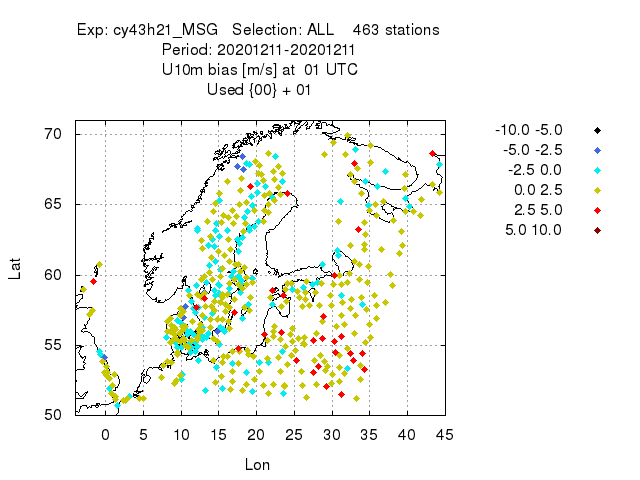 Exp: cy43h21_MSG Selection: ALL 463 stations
Period: 20201211-20201211
U10m bias [m/s] at 01 UTC
Used {00} + 01
-10.0 -5.0
-5.0 -2.5
-2.5 0.0
0.0 2.5
2.5 5.0
5.0 10.0
70
65
60
55
50
Lat
0 5 10 15 20 25 30 35 40 45
Lon